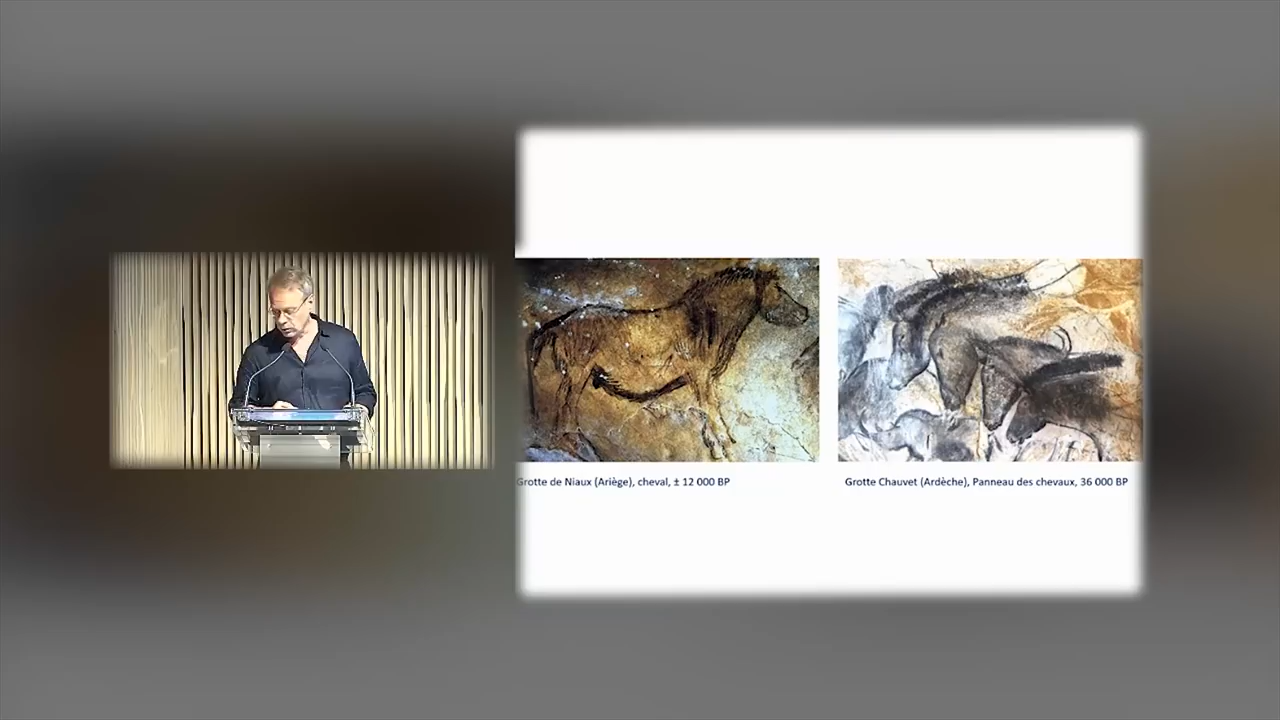 Grotte de Niaux (Ariège), cheval, ± 12 000 BP
Grotte Chauvet (Ardèche), Panneau des chevaux, 36 000 BP